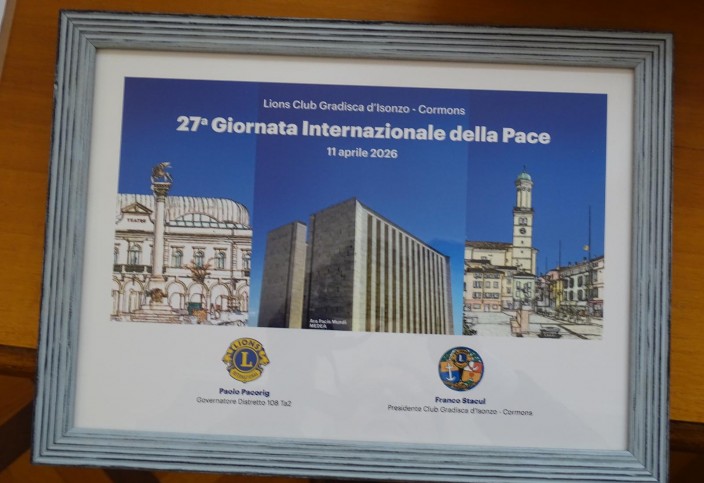 Lions Club Gradisca d'Isonzo - Cormons
27ª Giornata Internazionale della Pace
11 aprile 2026
TEATRO
Ara Pacis Mundi
MEDEA
LIONS
L
L
Paolo Pacorig
Governatore Distretto 108 Ta2
Franco Stacul
Presidente Club Gradisca d'Isonzo - Cormons